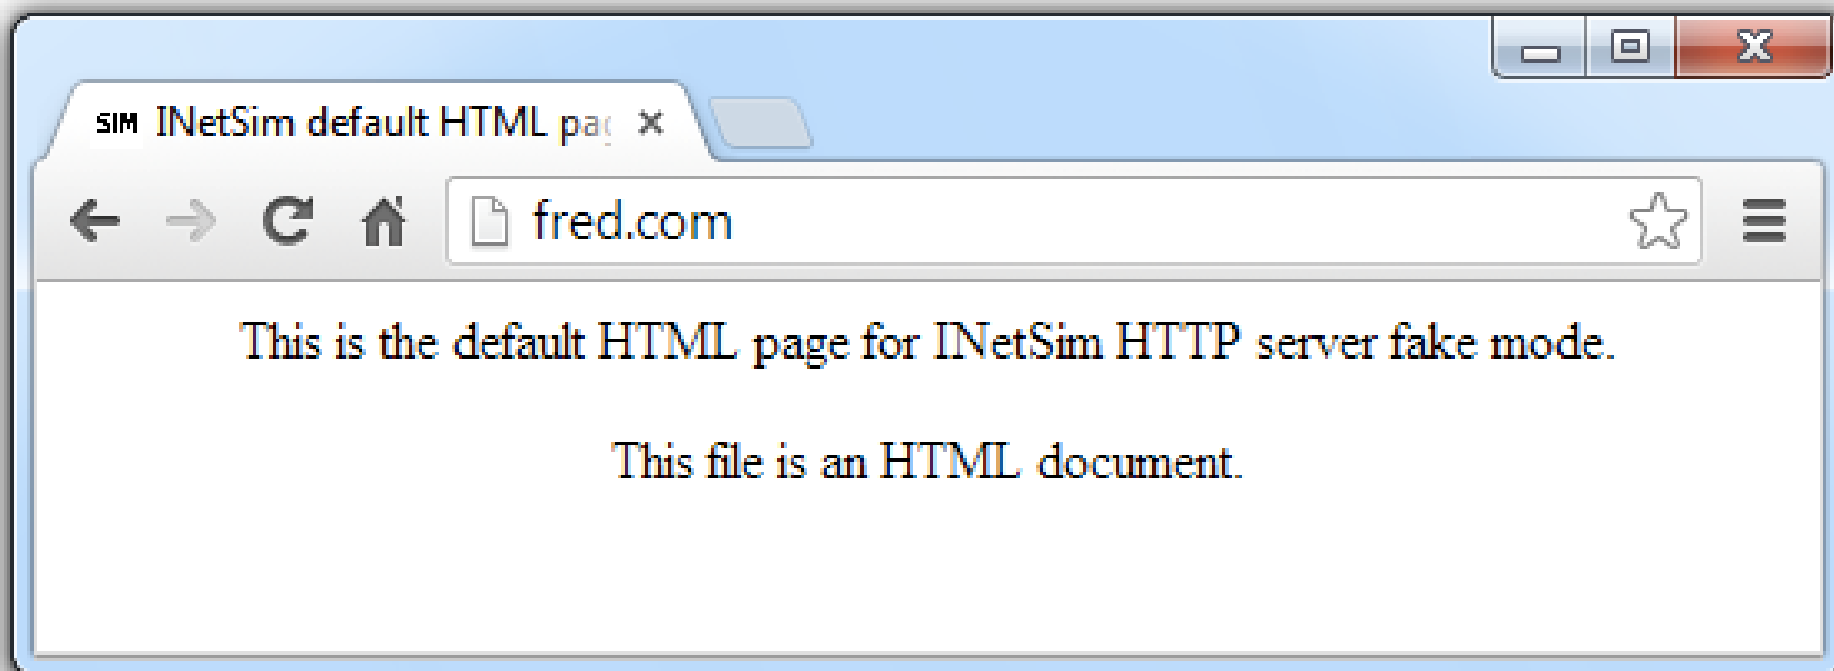 SIM INetSim default HTML pag
fred.com
This is the default HTML page for INetSim HTTP server fake mode.
This file is an HTML document.